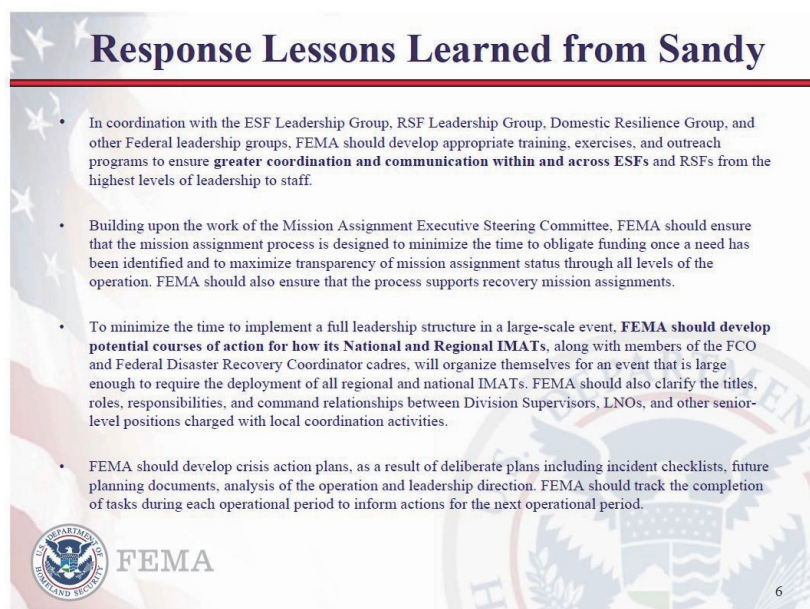 Response Lessons Learned from Sandy
• In coordination with the ESF Leadership Group, RSF Leadership Group, Domestic Resilience Group, and
other Federal leadership groups, FEMA should develop appropriate training, exercises, and outreach
programs to ensure greater coordination and communication within and across ESFs and RSFs from the
highest levels of leadership to staff.
• Building upon the work of the Mission Assignment Executive Steering Committee, FEMA should ensure
that the mission assignment process is designed to minimize the time to obligate funding once a need has
been identified and to maximize transparency of mission assignment status through all levels of the
operation. FEMA should also ensure that the process supports recovery mission assignments.
• To minimize the time to implement a full leadership structure in a large-scale event, FEMA should develop
potential courses of action for how its National and Regional IMATs, along with members of the FCO
and Federal Disaster Recovery Coordinator cadres, will organize themselves for an event that is large
enough to require the deployment of all regional and national IMATs. FEMA should also clarify the titles,
roles, responsibilities, and command relationships between Division Supervisors, LNOs, and other senior-
level positions charged with local coordination activities.
• FEMA should develop crisis action plans, as a result of deliberate plans including incident checklists, future
planning documents, analysis of the operation and leadership direction. FEMA should track the completion
of tasks during each operational period to inform actions for the next operational period.
U.S. DEPARTMENT OF
HOMELAND SECURITY
FEMA
U.S. DEPARTMEN
6